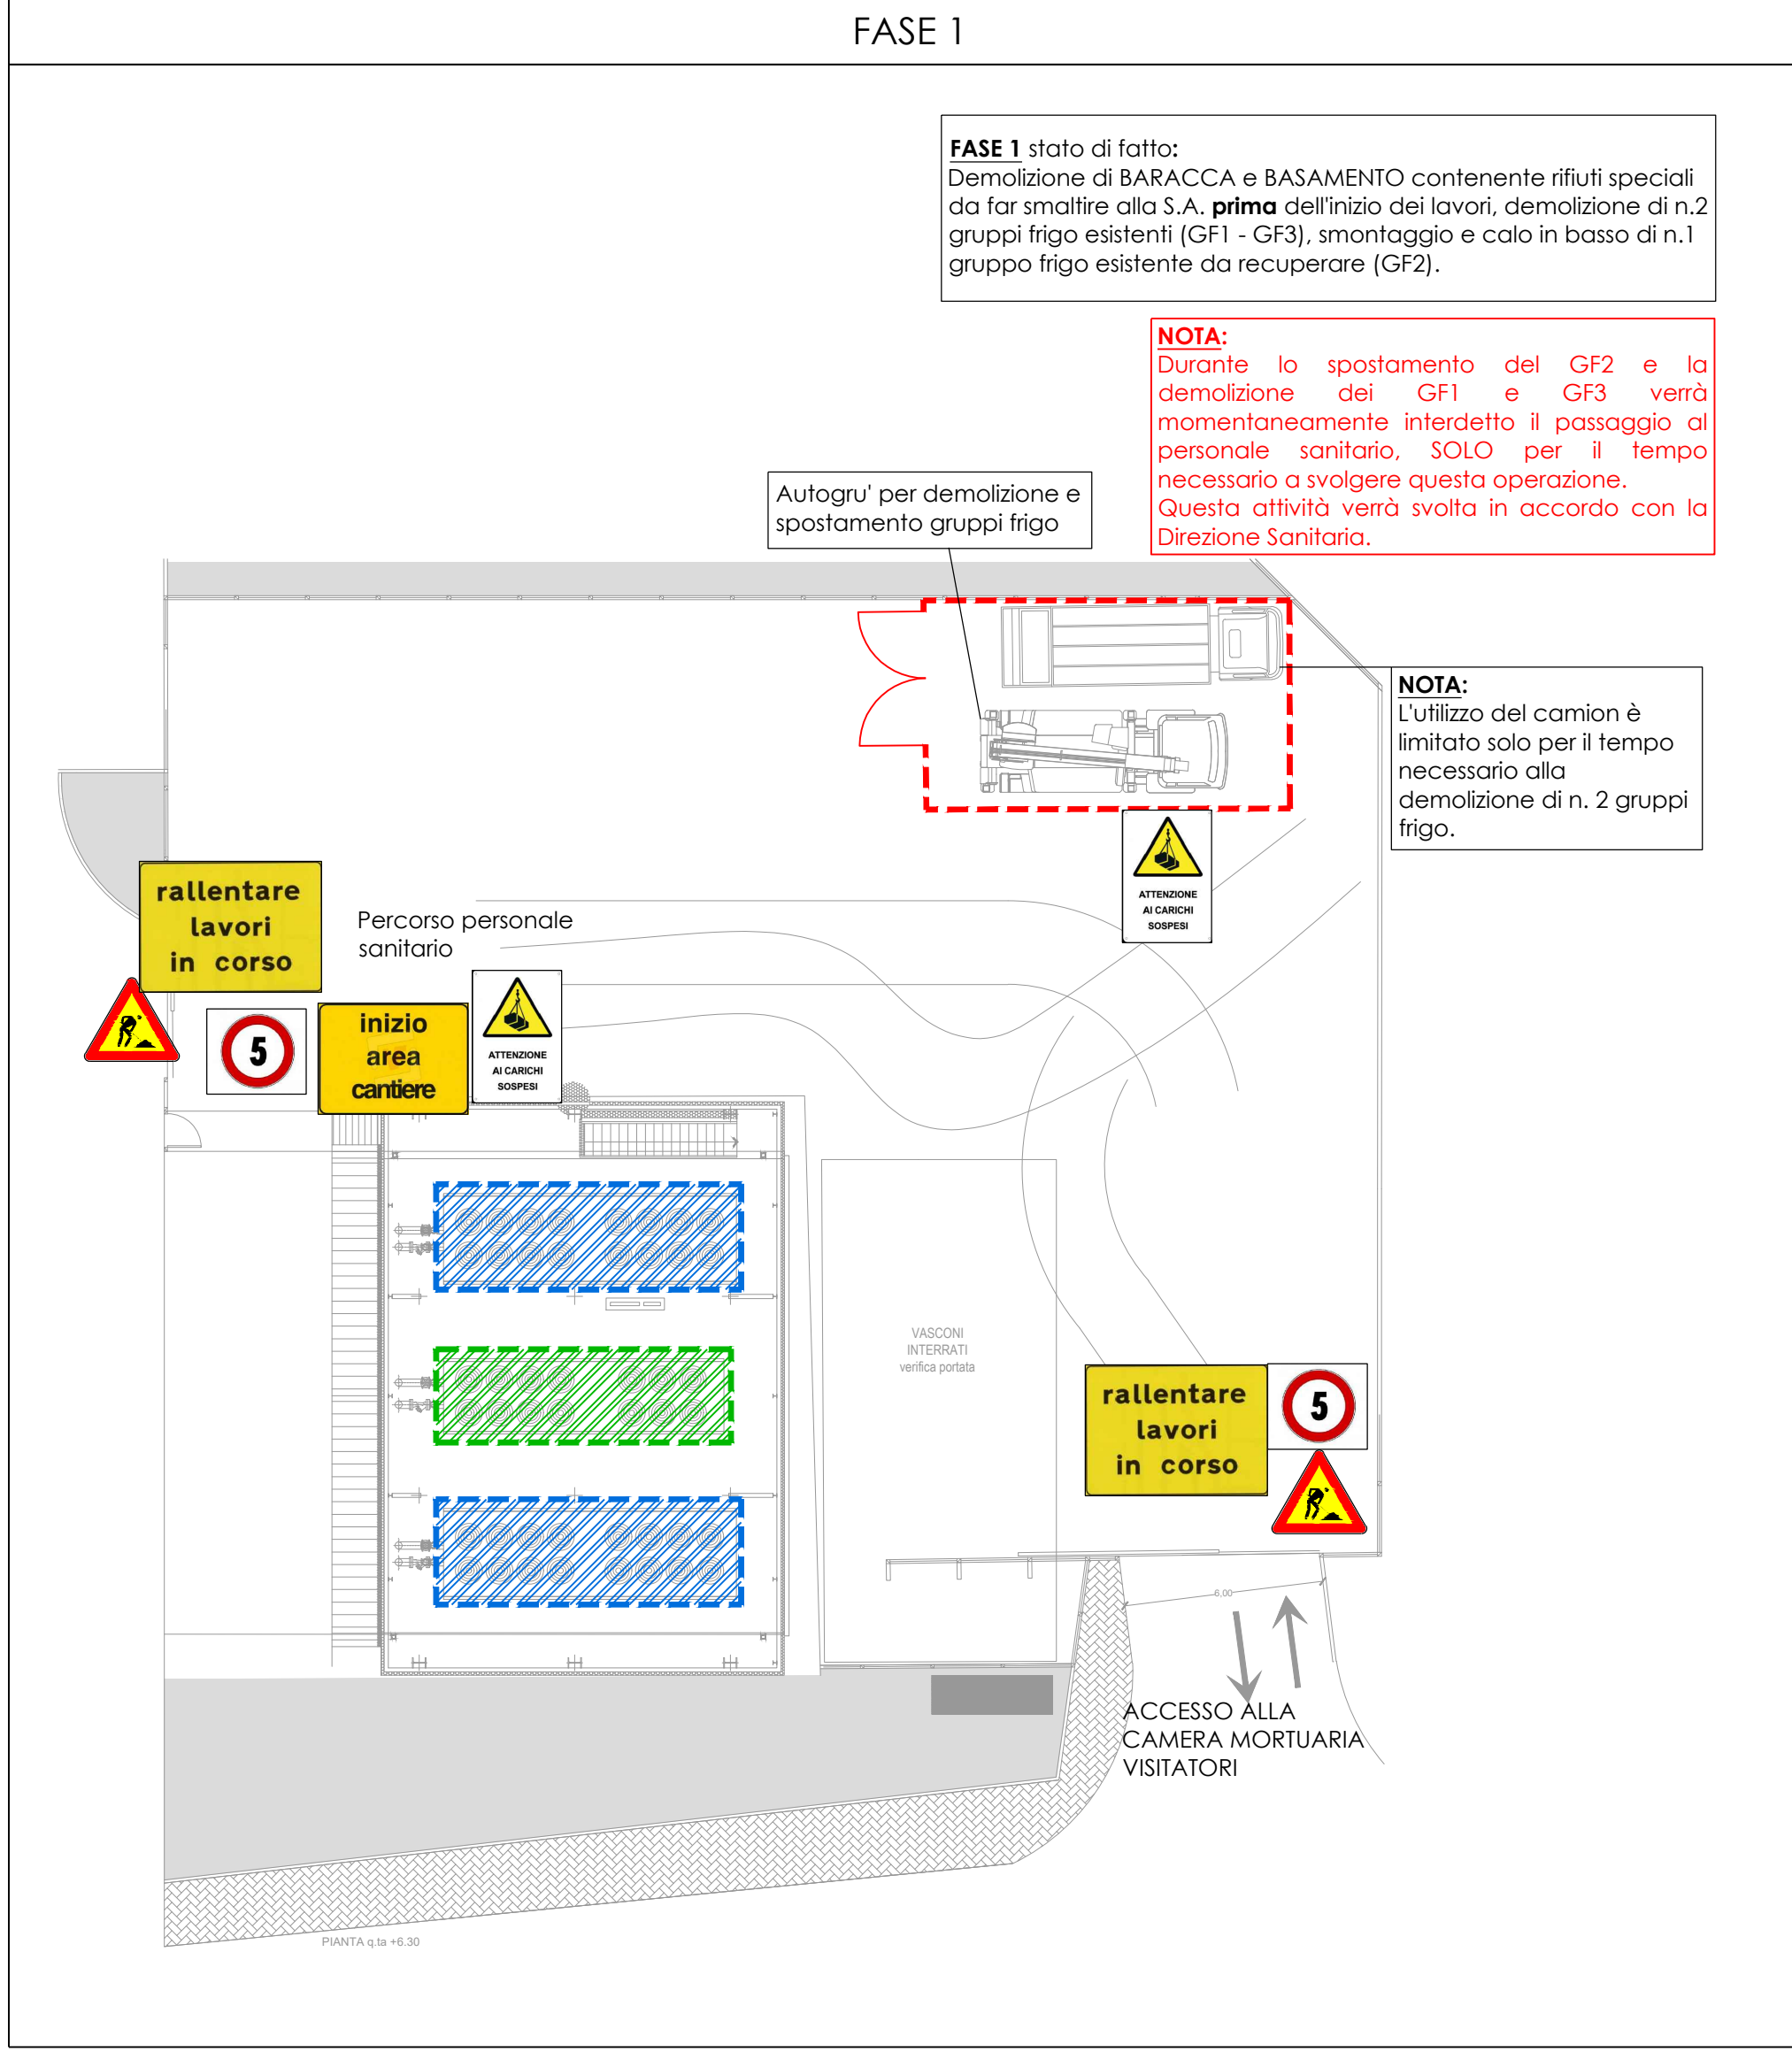 FASE 1
FASE 1 stato di fatto:
Demolizione di BARACCA e BASAMENTO contenente rifiuti speciali
da far smaltire alla S.A. prima dell'inizio dei lavori, demolizione di n.2
gruppi frigo esistenti (GF1 - GF3), smontaggio e calo in basso di n.1
gruppo frigo esistente da recuperare (GF2).
NOTA:
Durante lo spostamento del GF2 e la
demolizione dei GF1 e GF3 verrà
momentaneamente interdetto il passaggio al
personale sanitario, SOLO per il tempo
necessario a svolgere questa operazione.
Questa attività verrà svolta in accordo con la
Direzione Sanitaria.
Autogru' per demolizione e
spostamento gruppi frigo
NOTA:
L'utilizzo del camion è
limitato solo per il tempo
necessario alla
demolizione di n. 2 gruppi
frigo.
ATTENZIONE
AI CARICHI
SOSPESI
rallentare
lavori
in corso
Percorso personale
sanitario
5
inizio
area
cantiere
ATTENZIONE
AI CARICHI
SOSPESI
VASCONI
INTERRATI
verifica portata
rallentare
lavori
in corso
5
6,00
ACCESSO ALLA
CAMERA MORTUARIA
VISITATORI
PIANTA q.ta +6.30